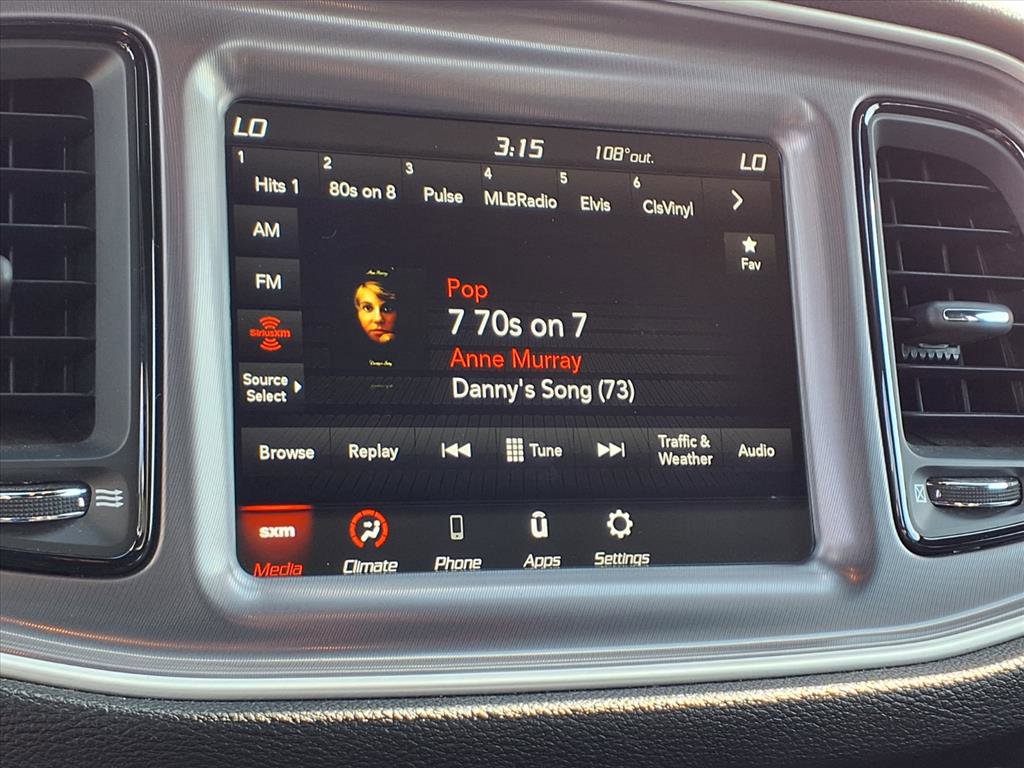 LO
3:15
108° out.
LO
1 Hits 1
2 80s on 8
3 Pulse
4 MLBRadio
5 Elvis
6 ClsVinyl
AM
FM
SiriusXM
Source
Select
Fav
Pop
7 70s on 7
Anne Murray
Danny's Song (73)
Browse
Replay
Tune
Traffic &
Weather
Audio
sxm
Media
Climate
Phone
Apps
Settings